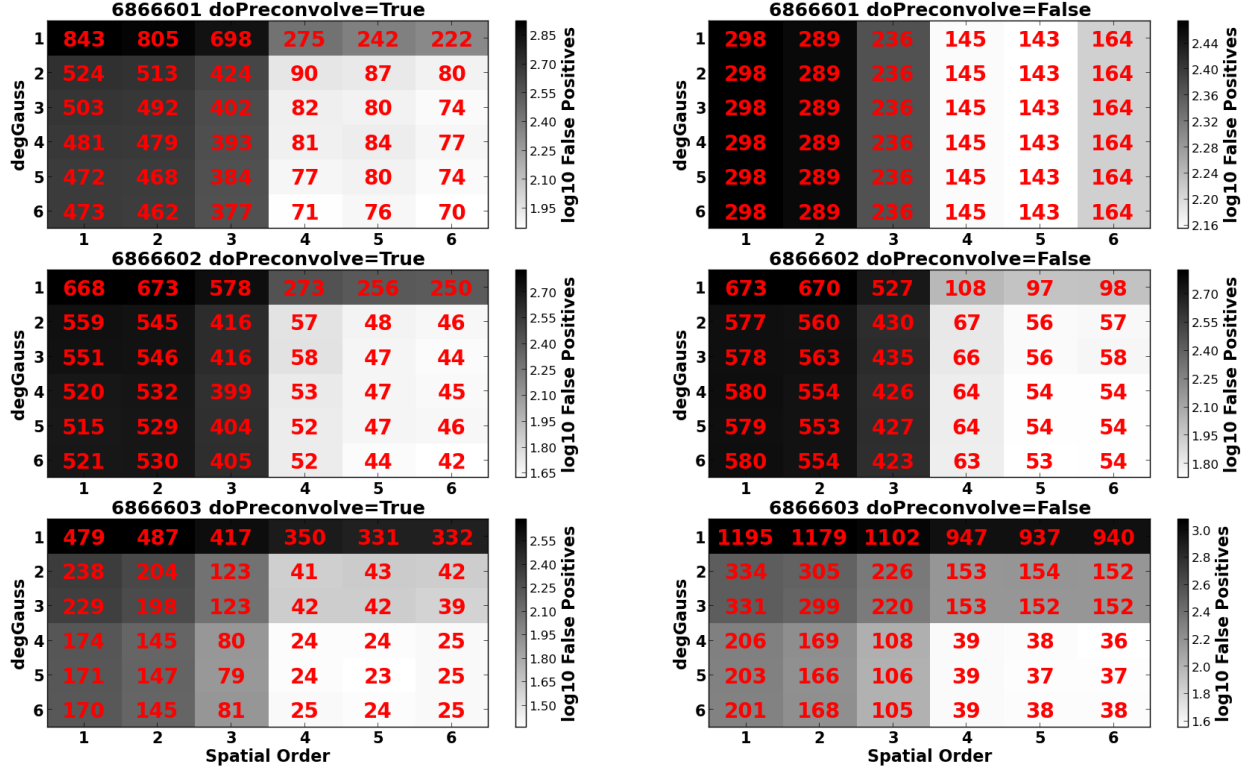 6866601 doPreconvolve=True
degGauss
1 843 805 698 275 242 222
2 524 513 424 90 87 80
3 503 492 402 82 80 74
4 481 479 393 81 84 77
5 472 468 384 77 80 74
6 473 462 377 71 76 70
1 2 3 4 5 6
2.85
2.70
2.55
2.40
2.25
2.10
1.95
log10 False Positives
6866601 doPreconvolve=False
degGauss
1 298 289 236 145 143 164
2 298 289 236 145 143 164
3 298 289 236 145 143 164
4 298 289 236 145 143 164
5 298 289 236 145 143 164
6 298 289 236 145 143 164
1 2 3 4 5 6
2.44
2.40
2.36
2.32
2.28
2.24
2.20
2.16
log10 False Positives
6866602 doPreconvolve=True
degGauss
1 668 673 578 273 256 250
2 559 545 416 57 48 46
3 551 546 416 58 47 44
4 520 532 399 53 47 45
5 515 529 404 52 47 46
6 521 530 405 52 44 42
1 2 3 4 5 6
2.70
2.55
2.40
2.25
2.10
1.95
1.80
1.65
log10 False Positives
6866602 doPreconvolve=False
degGauss
1 673 670 527 108 97 98
2 577 560 430 67 56 57
3 578 563 435 66 56 58
4 580 554 426 64 54 54
5 579 553 427 64 54 54
6 580 554 423 63 53 54
1 2 3 4 5 6
2.70
2.55
2.40
2.25
2.10
1.95
1.80
log10 False Positives
6866603 doPreconvolve=True
degGauss
1 479 487 417 350 331 332
2 238 204 123 41 43 42
3 229 198 123 42 42 39
4 174 145 80 24 24 25
5 171 147 79 24 23 25
6 170 145 81 25 24 25
1 2 3 4 5 6
Spatial Order
2.55
2.40
2.25
2.10
1.95
1.80
1.65
1.50
log10 False Positives
6866603 doPreconvolve=False
degGauss
1 1195 1179 1102 947 937 940
2 334 305 226 153 154 152
3 331 299 220 153 152 152
4 206 169 108 39 38 36
5 203 166 106 39 37 37
6 201 168 105 39 38 38
1 2 3 4 5 6
Spatial Order
3.0
2.8
2.6
2.4
2.2
2.0
1.8
1.6
log10 False Positives